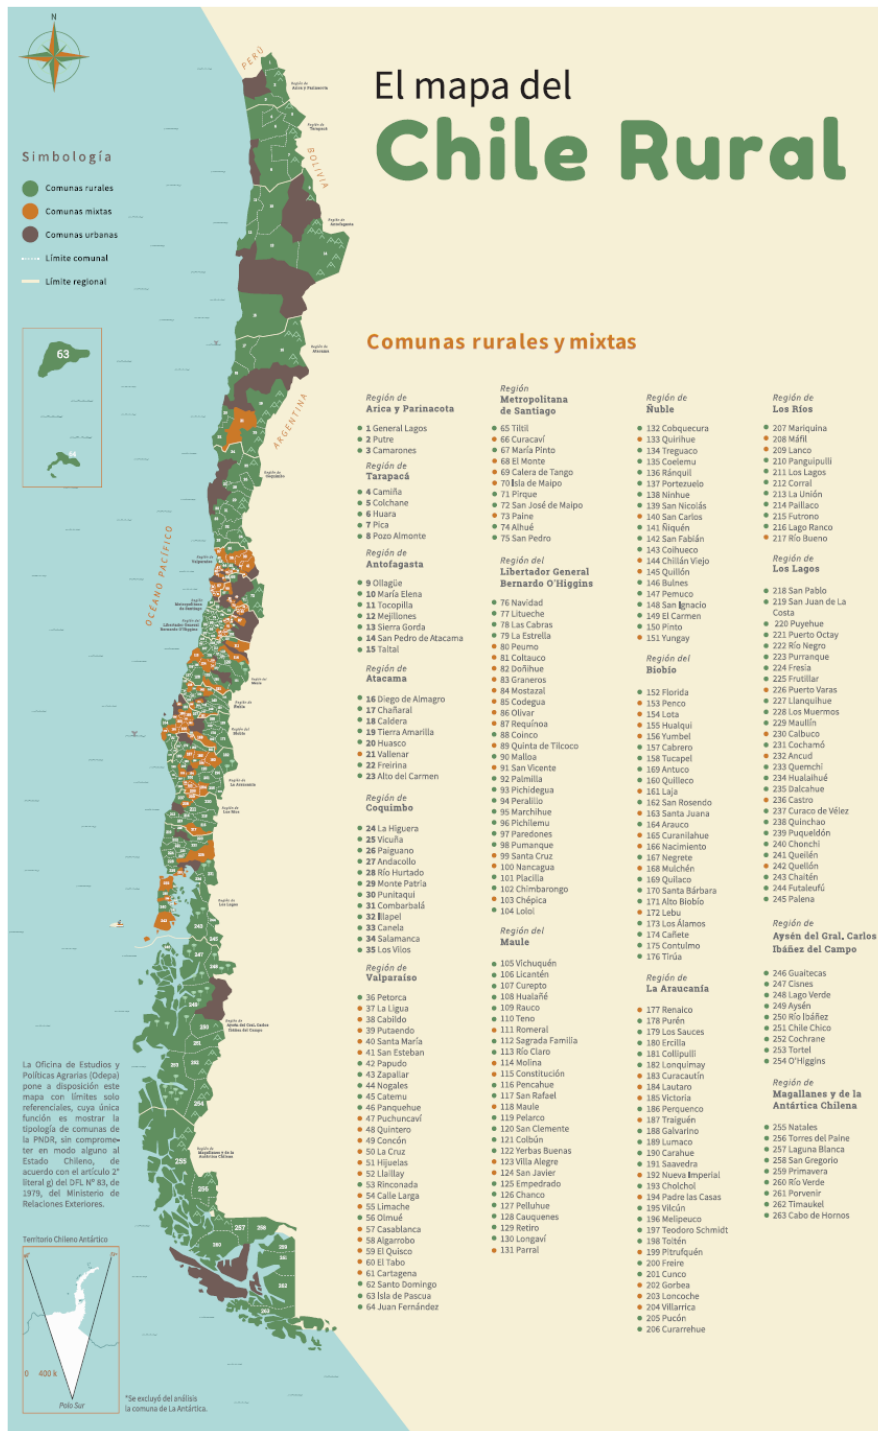 N
PERÚ
BOLIVIA
ARGENTINA
OCÉANO PACÍFICO
El mapa del
Chile Rural
Simbología
Comunas rurales
Comunas mixtas
Comunas urbanas
Límite comunal
Límite regional
63
Comunas rurales y mixtas
Región de
Arica y Parinacota
1 General Lagos
2 Putre
3 Camarones
Región de
Tarapacá
4 Camiña
5 Colchane
6 Huara
7 Pica
8 Pozo Almonte
Región de
Antofagasta
9 Ollagüe
10 María Elena
11 Tocopilla
12 Mejillones
13 Sierra Gorda
14 San Pedro de Atacama
15 Taltal
Región de
Atacama
16 Diego de Almagro
17 Chañaral
18 Caldera
19 Tierra Amarilla
20 Huasco
21 Vallenar
22 Freirina
23 Alto del Carmen
Región de
Coquimbo
24 La Higuera
25 Vicuña
26 Paiguano
27 Andacollo
28 Río Hurtado
29 Monte Patria
30 Punitaqui
31 Combarbalá
32 Illapel
33 Canela
34 Salamanca
35 Los Vilos
Región de
Valparaíso
36 Petorca
37 La Ligua
38 Cabildo
39 Putaendo
40 Santa María
41 San Esteban
42 Papudo
43 Zapallar
44 Nogales
45 Catemu
46 Panquehue
47 Puchuncaví
48 Quintero
49 Concón
50 La Cruz
51 Hijuelas
52 Llaillay
53 Rinconada
54 Calle Larga
55 Limache
56 Olmué
57 Casablanca
58 Algarrobo
59 El Quisco
60 El Tabo
61 Cartagena
62 Santo Domingo
63 Isla de Pascua
64 Juan Fernández
Región
Metropolitana
de Santiago
65 Tiltil
66 Curacaví
67 María Pinto
68 El Monte
69 Calera de Tango
70 Isla de Maipo
71 Pirque
72 San José de Maipo
73 Paine
74 Alhué
75 San Pedro
Región del
Libertador General
Bernardo O'Higgins
76 Navidad
77 Litueche
78 Las Cabras
79 La Estrella
80 Peumo
81 Coltauco
82 Doñihue
83 Graneros
84 Mostazal
85 Codegua
86 Olivar
87 Requínoa
88 Coinco
89 Quinta de Tilcoco
90 Malloa
91 San Vicente
92 Palmilla
93 Pichidegua
94 Peralillo
95 Marchihue
96 Pichilemu
97 Paredones
98 Pumanque
99 Santa Cruz
100 Nancagua
101 Placilla
102 Chimbarongo
103 Chépica
104 Lolol
Región del
Maule
105 Vichuquén
106 Licantén
107 Curepto
108 Hualañé
109 Rauco
110 Teno
111 Romeral
112 Sagrada Familia
113 Río Claro
114 Molina
115 Constitución
116 Pencahue
117 San Rafael
118 Maule
119 Pelarco
120 San Clemente
121 Colbún
122 Yerbas Buenas
123 Villa Alegre
124 San Javier
125 Empedrado
126 Chanco
127 Pelluhue
128 Cauquenes
129 Retiro
130 Longaví
131 Parral
Región de
Ñuble
132 Cobquecura
133 Quirihue
134 Treguaco
135 Coelemu
136 Ránquil
137 Portezuelo
138 Ninhue
139 San Nicolás
140 San Carlos
141 Ñiquén
142 San Fabián
143 Coihueco
144 Chillán Viejo
145 Quillón
146 Bulnes
147 Pemuco
148 San Ignacio
149 El Carmen
150 Pinto
151 Yungay
Región del
Biobío
152 Florida
153 Penco
154 Lota
155 Hualqui
156 Yumbel
157 Cabrero
158 Tucapel
169 Antuco
160 Quilleco
161 Laja
162 San Rosendo
163 Santa Juana
164 Arauco
165 Curanilahue
166 Nacimiento
167 Negrete
168 Mulchén
169 Quilaco
170 Santa Bárbara
171 Alto Biobío
172 Lebu
173 Los Álamos
174 Cañete
175 Contulmo
176 Tirúa
Región de
La Araucanía
177 Renaico
178 Purén
179 Los Sauces
180 Ercilla
181 Collipulli
182 Lonquimay
183 Curacautín
184 Lautaro
185 Victoria
186 Perquenco
187 Traiguén
188 Galvarino
189 Lumaco
190 Carahue
191 Saavedra
192 Nueva Imperial
193 Cholchol
194 Padre las Casas
195 Vilcún
196 Melipeuco
197 Teodoro Schmidt
198 Toltén
199 Pitrufquén
200 Freire
201 Cunco
202 Gorbea
203 Loncoche
204 Villarrica
205 Pucón
206 Curarrehue
Región de
Los Ríos
207 Mariquina
208 Máfil
209 Lanco
210 Panguipulli
211 Los Lagos
212 Corral
213 La Unión
214 Paillaco
215 Futrono
216 Lago Ranco
217 Río Bueno
Región de
Los Lagos
218 San Pablo
219 San Juan de La
Costa
220 Puyehue
221 Puerto Octay
222 Río Negro
223 Purranque
224 Fresia
225 Frutillar
226 Puerto Varas
227 Llanquihue
228 Los Muermos
229 Maullín
230 Calbuco
231 Cochamó
232 Ancud
233 Quemchi
234 Hualaihué
235 Dalcahue
236 Castro
237 Curaco de Vélez
238 Quinchao
239 Puqueldón
240 Chonchi
241 Queilén
242 Quellón
243 Chaitén
244 Futaleufú
245 Palena
Región de
Aysén del Gral. Carlos
Ibáñez del Campo
246 Guaitecas
247 Cisnes
248 Lago Verde
249 Aysén
250 Río Ibáñez
251 Chile Chico
252 Cochrane
253 Tortel
254 O'Higgins
Región de
Magallanes y de la
Antártica Chilena
255 Natales
256 Torres del Paine
257 Laguna Blanca
258 San Gregorio
259 Primavera
260 Río Verde
261 Porvenir
262 Timaukel
263 Cabo de Hornos
La Oficina de Estudios y
Políticas Agrarias (Odepa)
pone a disposición este
mapa con límites solo
referenciales, cuya única
función es mostrar la
tipología de comunas de
la PNDR, sin comprome-
ter en modo alguno al
Estado Chileno, de
acuerdo con el artículo 2°
literal g) del DFL N° 83, de
1979, del Ministerio de
Relaciones Exteriores.
Territorio Chileno Antártico
0 400 k
Polo Sur
*Se excluyó del análisis
la comuna de La Antártica.